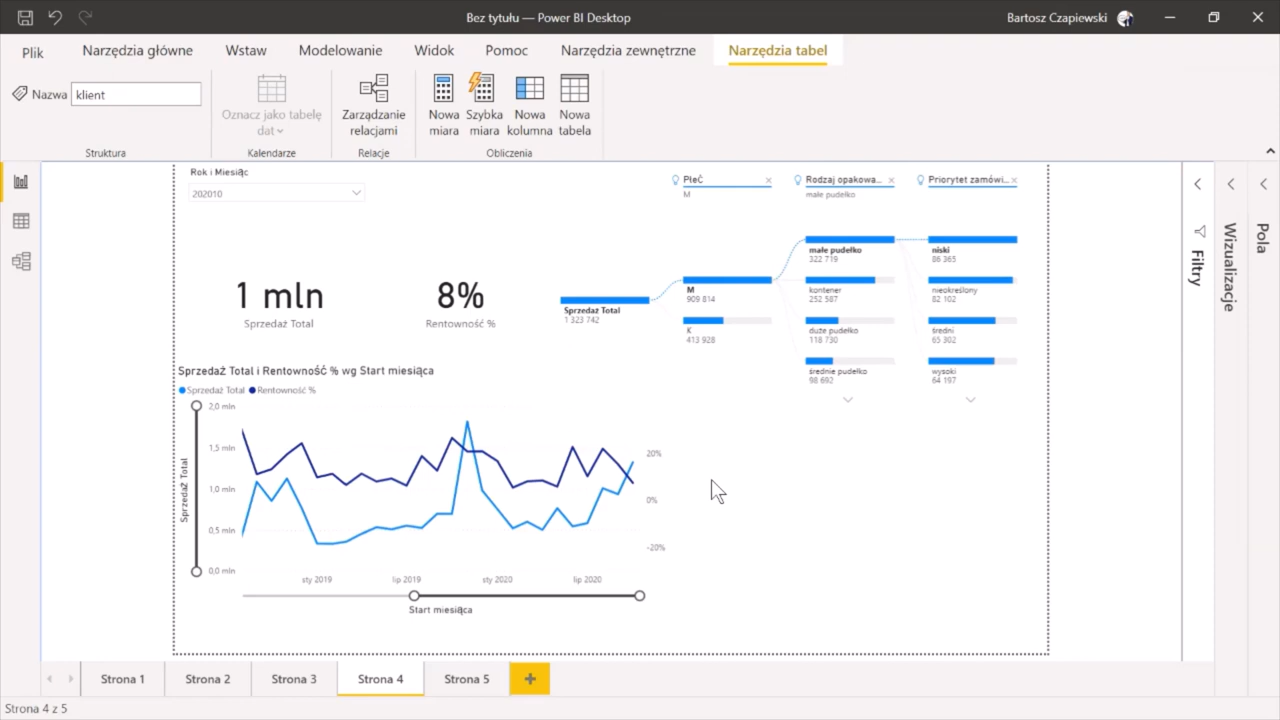 Bez tytułu — Power BI Desktop
Bartosz Czapiewski
Plik
Narzędzia główne
Wstaw
Modelowanie
Widok
Pomoc
Narzędzia zewnętrzne
Narzędzia tabel
Nazwa
klient
Oznacz jako tabelę
dat
Zarządzanie
relacjami
Nowa
miara
Szybka
miara
Nowa
kolumna
Nowa
tabela
Struktura
Kalendarze
Relacje
Obliczenia
Rok i Miesiąc
202010
Płeć
M
Rodzaj opakowa...
małe pudełko
Priorytet zamówi...
1 mln
Sprzedaż Total
8%
Rentowność %
Sprzedaż Total
1 323 742
M
909 814
K
413 928
małe pudełko
322 719
kontener
252 587
duże pudełko
118 730
średnie pudełko
98 692
niski
86 365
nieokreślony
82 102
średni
65 302
wysoki
64 197
Sprzedaż Total i Rentowność % wg Start miesiąca
Sprzedaż Total
Rentowność %
Sprzedaż Total
2,0 mln
1,5 mln
1,0 mln
0,5 mln
0,0 mln
20%
0%
-20%
sty 2019
lip 2019
sty 2020
lip 2020
Start miesiąca
Filtry
Wizualizacje
Pola
Strona 1
Strona 2
Strona 3
Strona 4
Strona 5
Strona 4 z 5